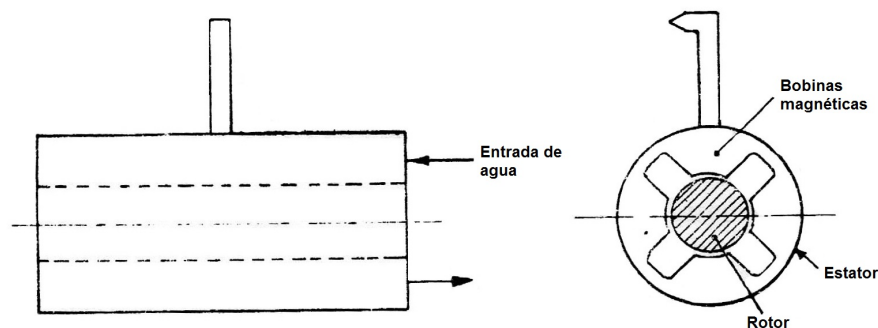 Entrada de
agua
Bobinas
magnéticas
Estator
Rotor